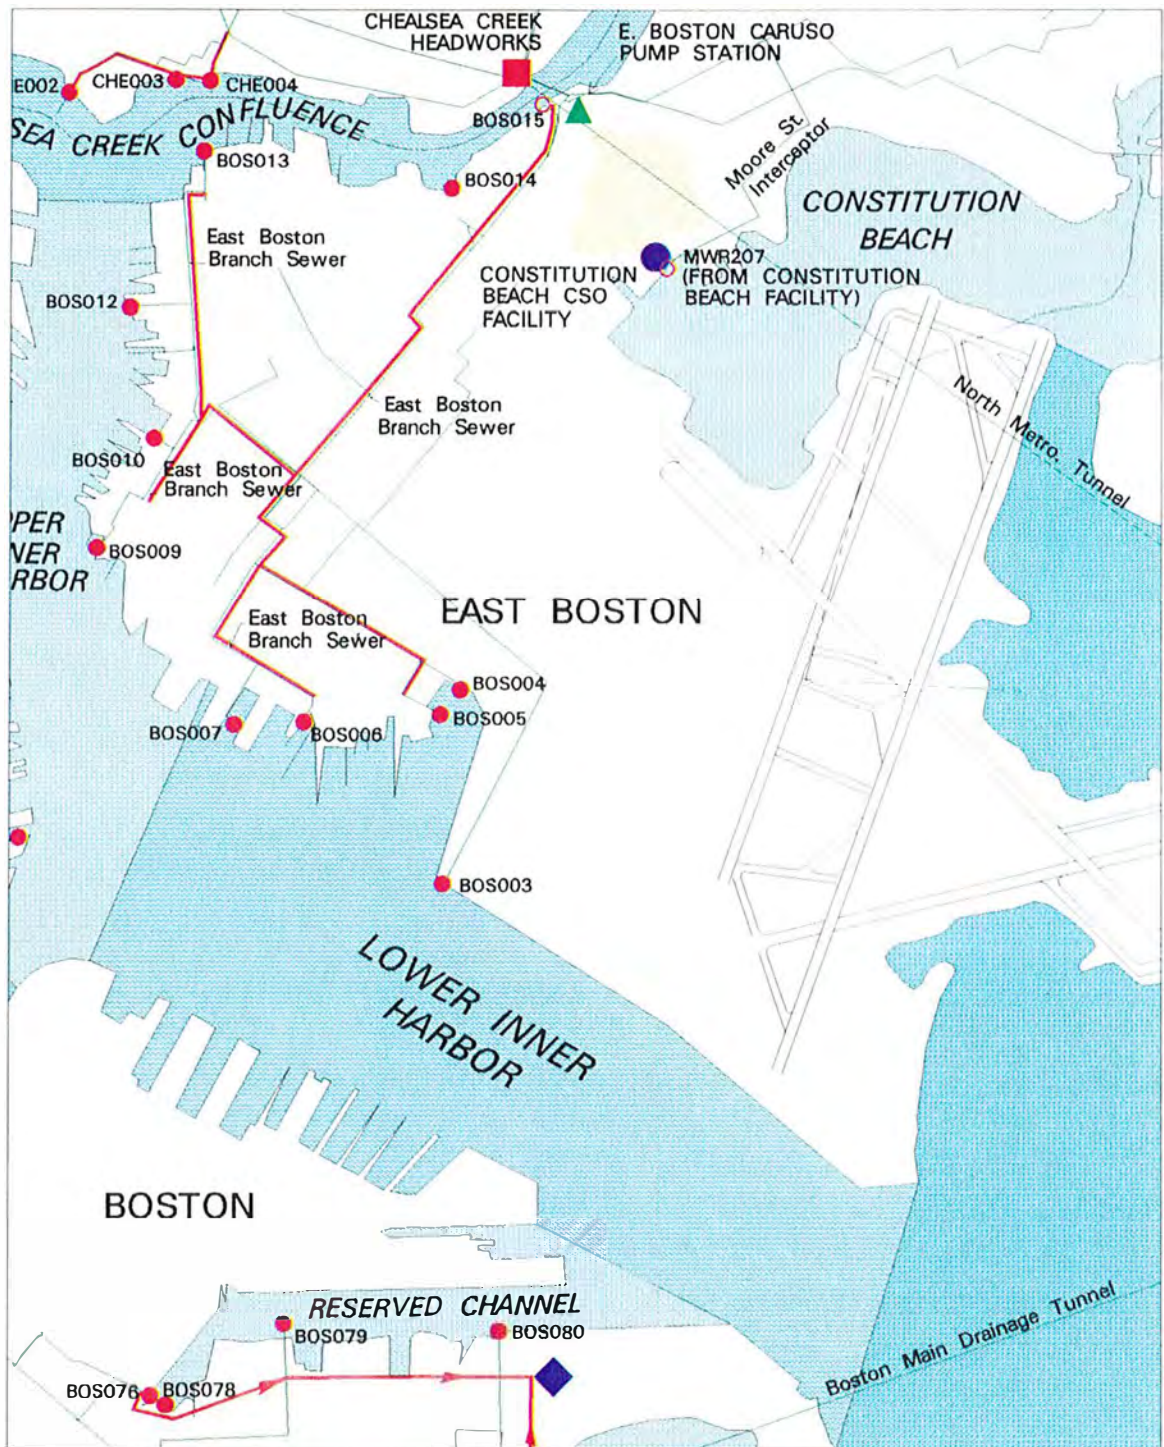 CHEALSEA CREEK
HEADWORKS
E. BOSTON CARUSO
PUMP STATION
E002
CHE003
CHE004
BOS015
SEA CREEK CONFLUENCE
BOS013
BOS014
Moore St.
Interceptor
CONSTITUTION
BEACH
East Boston
Branch Sewer
MWR207
(FROM CONSTITUTION
BEACH FACILITY)
CONSTITUTION
BEACH CSO
FACILITY
BOS012
North Metro. Tunnel
East Boston
Branch Sewer
BOS010
East Boston
Branch Sewer
PER
NER
RBOR
BOS009
EAST BOSTON
East Boston
Branch Sewer
BOS004
BOS005
BOS007
BOS006
BOS003
LOWER INNER
HARBOR
BOSTON
RESERVED CHANNEL
BOS079
BOS080
Boston Main Drainage Tunnel
BOS076
BOS078